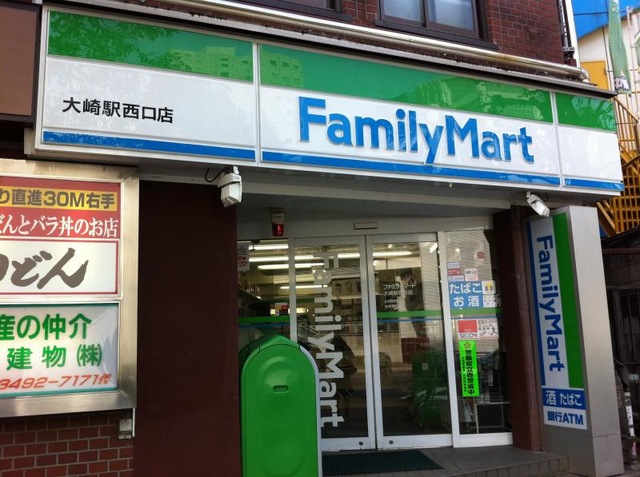 大崎駅西口店
FamilyMart
り直進30M右手
どんとバラ丼のお店
うどん
産の仲介
建物(株)
3492-7171代
FamilyMart
たばこ
お酒
FamilyMart
酒 たばこ
銀行ATM